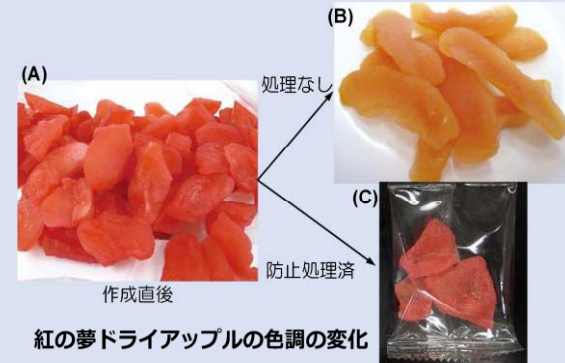 (A)
作成直後
処理なし
(B)
防止処理済
(C)
紅の夢ドライアップルの色調の変化